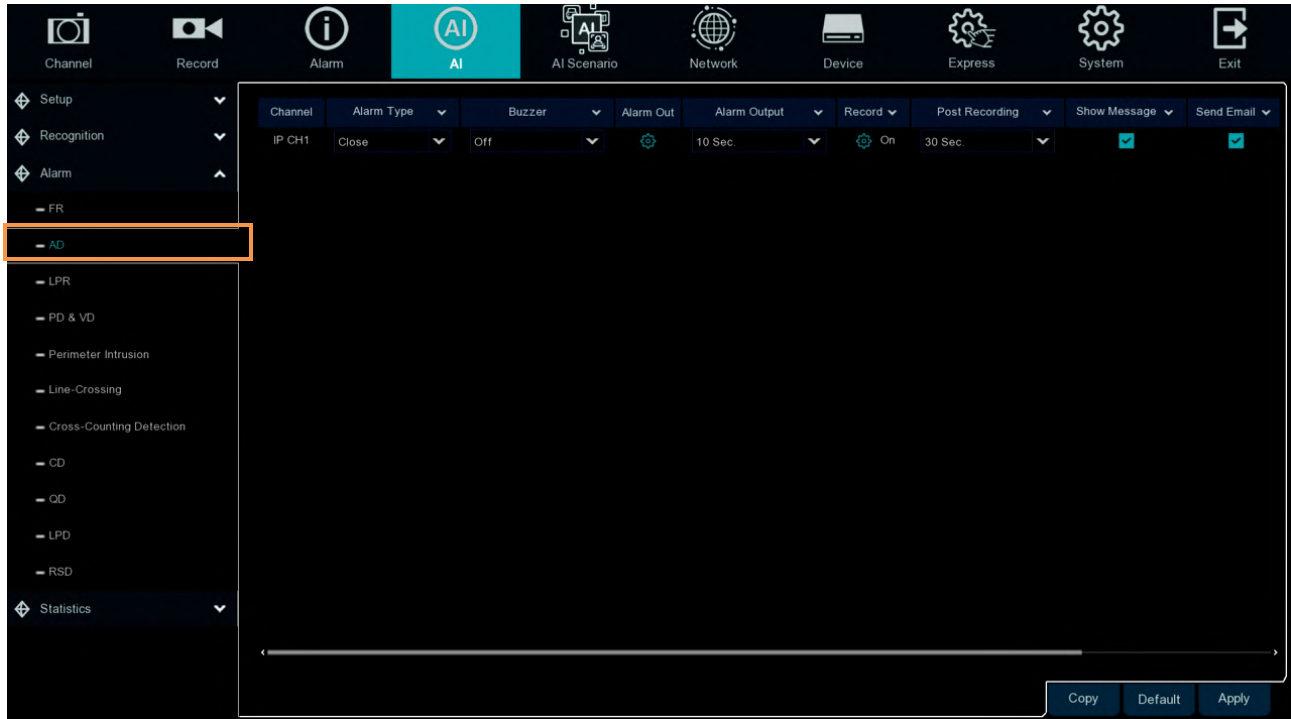 Channel Record Alarm AI AI Scenario Network Device Express System Exit
Setup
Recognition
Alarm
FR
AD
LPR
PD & VD
Perimeter Intrusion
Line-Crossing
Cross-Counting Detection
CD
QD
LPD
RSD
Statistics
Channel Alarm Type Buzzer Alarm Out Alarm Output Record Post Recording Show Message Send Email
IP CH1 Close Off 10 Sec. On 30 Sec.
Copy Default Apply